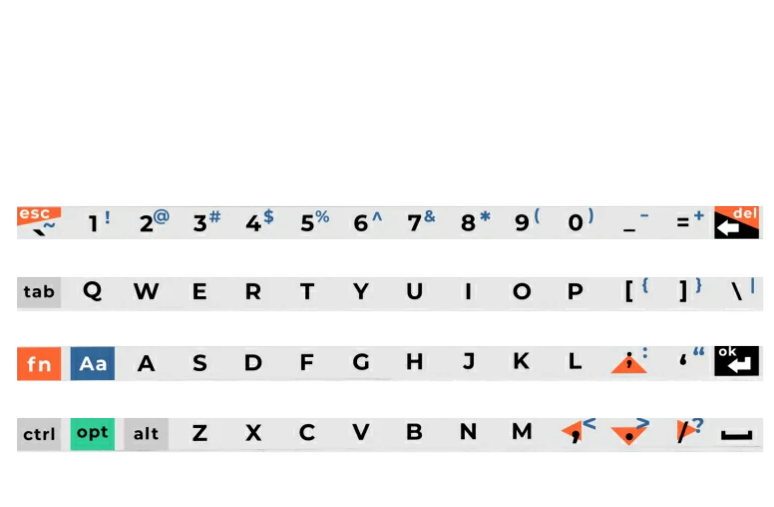 esc `~ 1! 2@ 3# 4$ 5% 6^ 7& 8* 9( 0) _- =+ del
tab Q W E R T Y U I O P [{ ]} \|
fn Aa A S D F G H J K L ;: ‘“ ok
ctrl opt alt Z X C V B N M ,< .> /?